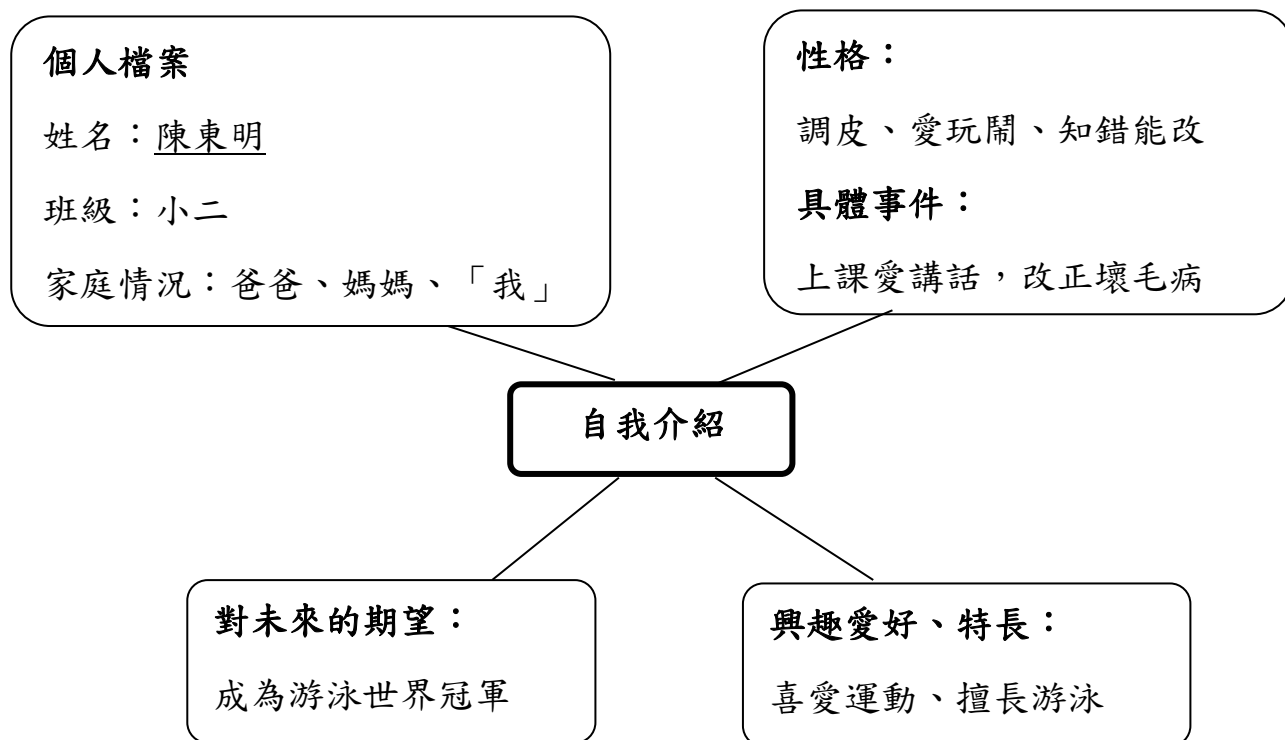 個人檔案
姓名：陳東明
班級：小二
家庭情況：爸爸、媽媽、「我」
性格：
調皮、愛玩鬧、知錯能改
具體事件：
上課愛講話，改正壞毛病
自我介紹
對未來的期望：
成為游泳世界冠軍
興趣愛好、特長：
喜愛運動、擅長游泳